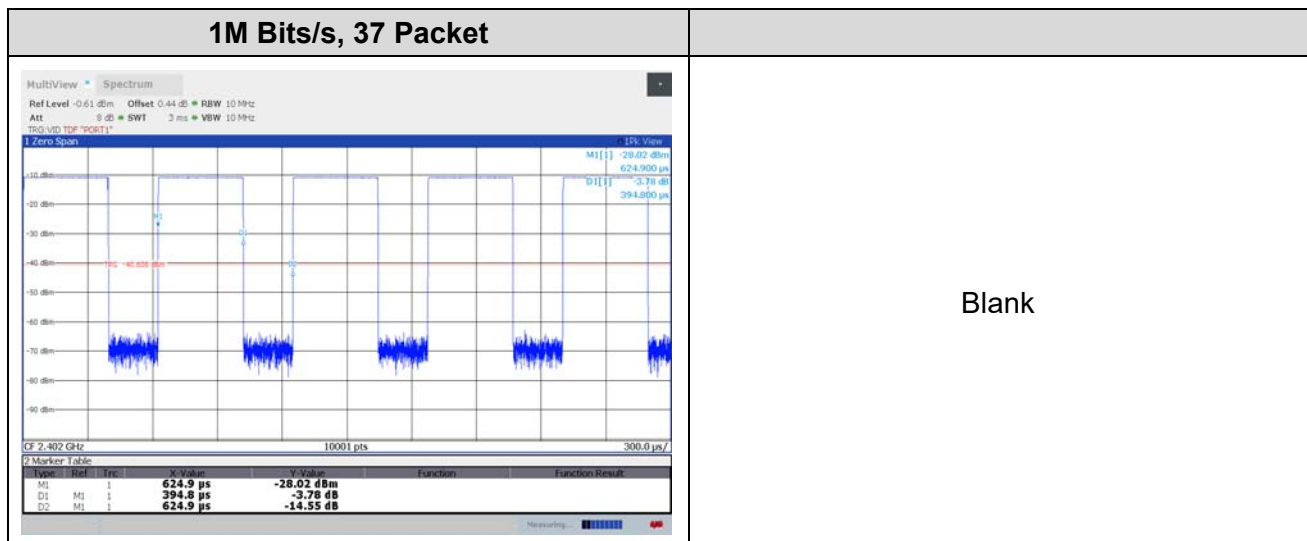 1M Bits/s, 37 Packet
MultiView Spectrum
Ref Level -0.61 dBm Offset 0.44 dB RBW 10 MHz
Att 8 dB SWT 3 ms VBW 10 MHz
TRG:VID TDF "PORT1"
1 Zero Span 1Pk View
M1[1] -28.02 dBm
624.900 µs
D1[1] -3.78 dB
394.800 µs
-10 dBm
-20 dBm
M1
-30 dBm
D1
-40 dBm
TRG -40.608 dBm
D2
-50 dBm
-60 dBm
-70 dBm
-80 dBm
-90 dBm
CF 2.402 GHz 10001 pts 300.0 µs/
2 Marker Table
Type Ref Trc X-Value Y-Value Function Function Result
M1 1 624.9 µs -28.02 dBm
D1 M1 1 394.8 µs -3.78 dB
D2 M1 1 624.9 µs -14.55 dB
Measuring...
Blank